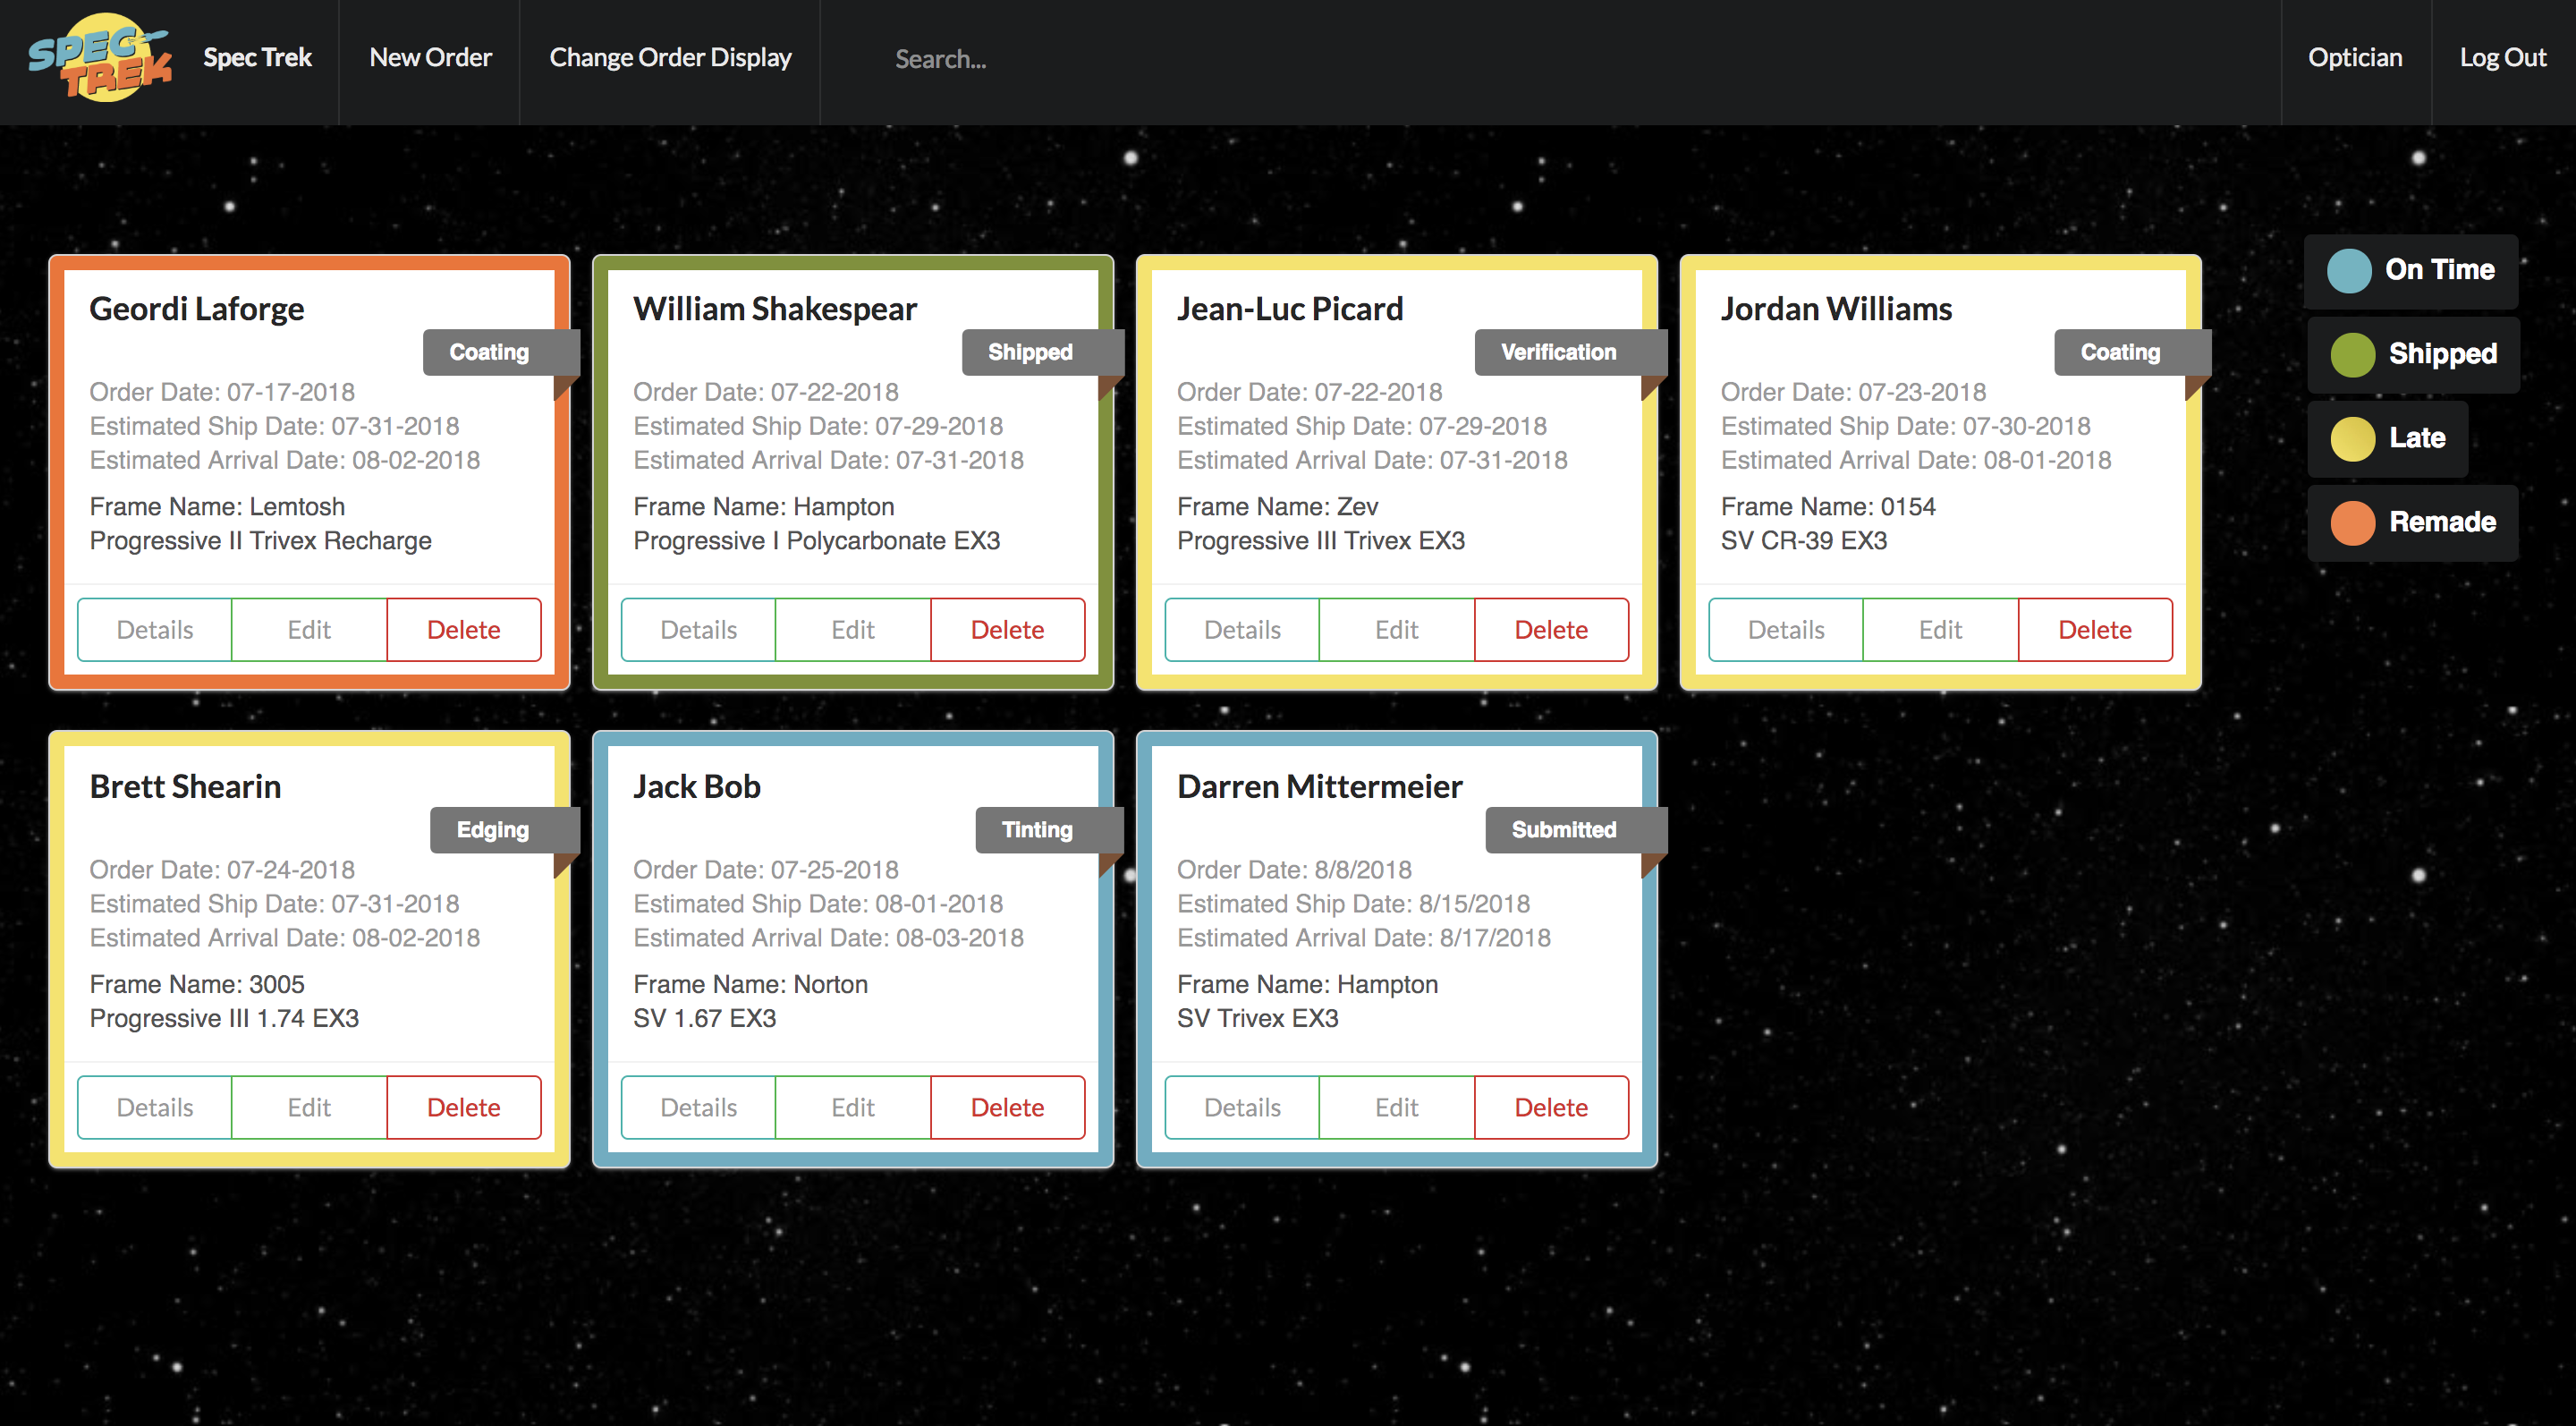 SPEC TREK
Spec Trek
New Order
Change Order Display
Search...
Optician
Log Out
On Time
Shipped
Late
Remade
Geordi Laforge
Coating
Order Date: 07-17-2018
Estimated Ship Date: 07-31-2018
Estimated Arrival Date: 08-02-2018
Frame Name: Lemtosh
Progressive II Trivex Recharge
Details
Edit
Delete
William Shakespear
Shipped
Order Date: 07-22-2018
Estimated Ship Date: 07-29-2018
Estimated Arrival Date: 07-31-2018
Frame Name: Hampton
Progressive I Polycarbonate EX3
Details
Edit
Delete
Jean-Luc Picard
Verification
Order Date: 07-22-2018
Estimated Ship Date: 07-29-2018
Estimated Arrival Date: 07-31-2018
Frame Name: Zev
Progressive III Trivex EX3
Details
Edit
Delete
Jordan Williams
Coating
Order Date: 07-23-2018
Estimated Ship Date: 07-30-2018
Estimated Arrival Date: 08-01-2018
Frame Name: 0154
SV CR-39 EX3
Details
Edit
Delete
Brett Shearin
Edging
Order Date: 07-24-2018
Estimated Ship Date: 07-31-2018
Estimated Arrival Date: 08-02-2018
Frame Name: 3005
Progressive III 1.74 EX3
Details
Edit
Delete
Jack Bob
Tinting
Order Date: 07-25-2018
Estimated Ship Date: 08-01-2018
Estimated Arrival Date: 08-03-2018
Frame Name: Norton
SV 1.67 EX3
Details
Edit
Delete
Darren Mittermeier
Submitted
Order Date: 8/8/2018
Estimated Ship Date: 8/15/2018
Estimated Arrival Date: 8/17/2018
Frame Name: Hampton
SV Trivex EX3
Details
Edit
Delete